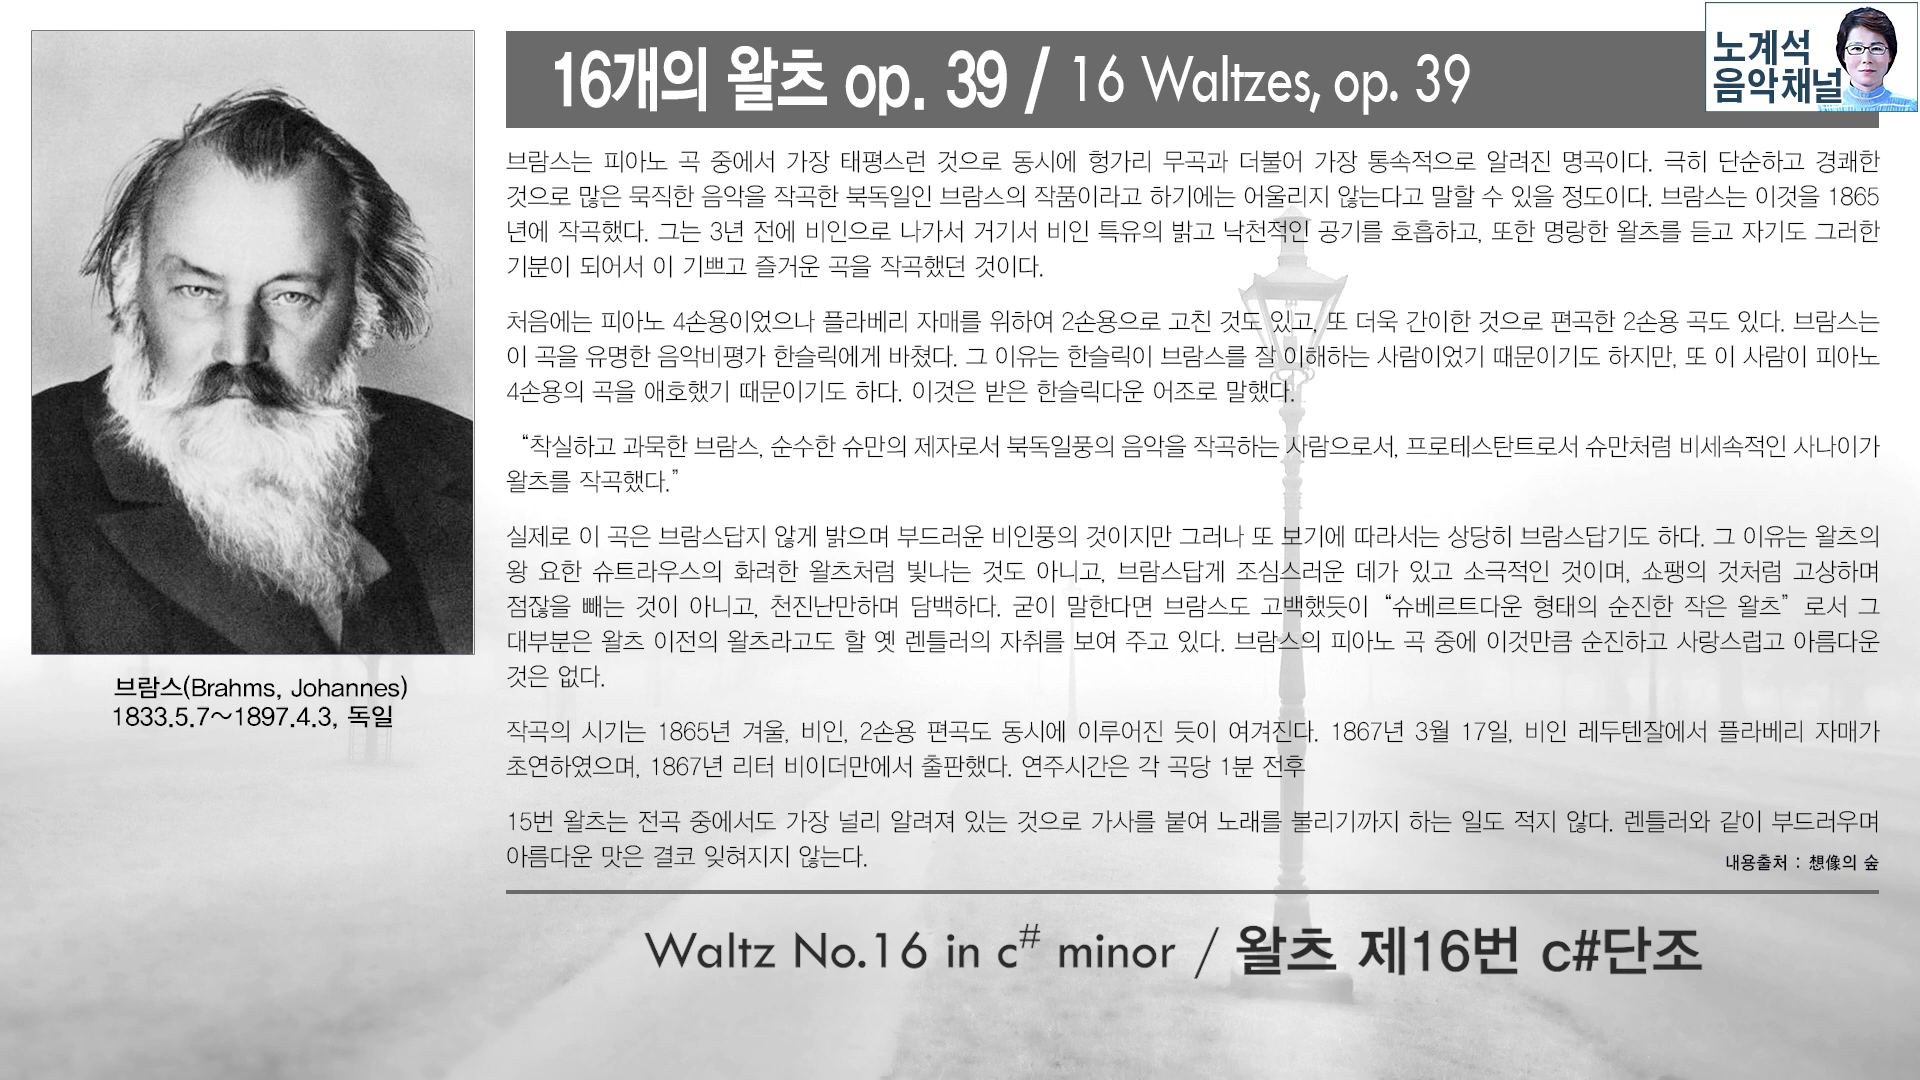 16개의 왈츠 op. 39 / 16 Waltzes, op. 39
노계석
음악채널
브람스는 피아노 곡 중에서 가장 태평스런 것으로 동시에 헝가리 무곡과 더불어 가장 통속적으로 알려진 명곡이다. 극히 단순하고 경쾌한
것으로 많은 묵직한 음악을 작곡한 북독일인 브람스의 작품이라고 하기에는 어울리지 않는다고 말할 수 있을 정도이다. 브람스는 이것을 1865
년에 작곡했다. 그는 3년 전에 비인으로 나가서 거기서 비인 특유의 밝고 낙천적인 공기를 호흡하고, 또한 명랑한 왈츠를 듣고 자기도 그러한
기분이 되어서 이 기쁘고 즐거운 곡을 작곡했던 것이다.
처음에는 피아노 4손용이었으나 플라베리 자매를 위하여 2손용으로 고친 것도 있고, 또 더욱 간이한 것으로 편곡한 2손용 곡도 있다. 브람스는
이 곡을 유명한 음악비평가 한슬릭에게 바쳤다. 그 이유는 한슬릭이 브람스를 잘 이해하는 사람이었기 때문이기도 하지만, 또 이 사람이 피아노
4손용의 곡을 애호했기 때문이기도 하다. 이것은 받은 한슬릭다운 어조로 말했다.
“착실하고 과묵한 브람스, 순수한 슈만의 제자로서 북독일풍의 음악을 작곡하는 사람으로서, 프로테스탄트로서 슈만처럼 비세속적인 사나이가
왈츠를 작곡했다.”
실제로 이 곡은 브람스답지 않게 밝으며 부드러운 비인풍의 것이지만 그러나 또 보기에 따라서는 상당히 브람스답기도 하다. 그 이유는 왈츠의
왕 요한 슈트라우스의 화려한 왈츠처럼 빛나는 것도 아니고, 브람스답게 조심스러운 데가 있고 소극적인 것이며, 쇼팽의 것처럼 고상하며
점잖을 빼는 것이 아니고, 천진난만하며 담백하다. 굳이 말한다면 브람스도 고백했듯이 “슈베르트다운 형태의 순진한 작은 왈츠” 로서 그
대부분은 왈츠 이전의 왈츠라고도 할 옛 렌틀러의 자취를 보여 주고 있다. 브람스의 피아노 곡 중에 이것만큼 순진하고 사랑스럽고 아름다운
것은 없다.
작곡의 시기는 1865년 겨울, 비인, 2손용 편곡도 동시에 이루어진 듯이 여겨진다. 1867년 3월 17일, 비인 레두텐잘에서 플라베리 자매가
초연하였으며, 1867년 리터 비이더만에서 출판했다. 연주시간은 각 곡당 1분 전후
15번 왈츠는 전곡 중에서도 가장 널리 알려져 있는 것으로 가사를 붙여 노래를 불리기까지 하는 일도 적지 않다. 렌틀러와 같이 부드러우며
아름다운 맛은 결코 잊혀지지 않는다.
내용출처 : 想像의 숲
브람스(Brahms, Johannes)
1833.5.7~1897.4.3, 독일
Waltz No.16 in c# minor / 왈츠 제16번 c#단조